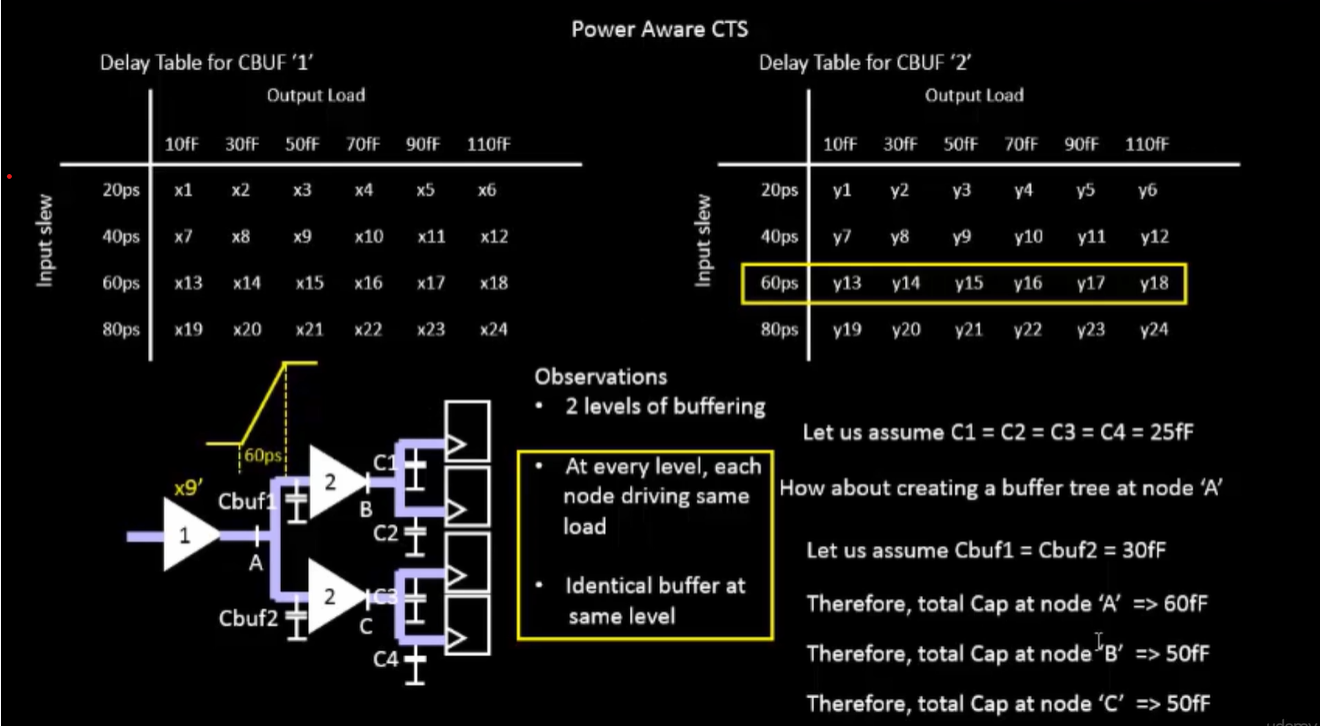 Power Aware CTS
Delay Table for CBUF '1'
Output Load
10fF 30fF 50fF 70fF 90fF 110fF
Input slew
20ps x1 x2 x3 x4 x5 x6
40ps x7 x8 x9 x10 x11 x12
60ps x13 x14 x15 x16 x17 x18
80ps x19 x20 x21 x22 x23 x24
Delay Table for CBUF '2'
Output Load
10fF 30fF 50fF 70fF 90fF 110fF
Input slew
20ps y1 y2 y3 y4 y5 y6
40ps y7 y8 y9 y10 y11 y12
60ps y13 y14 y15 y16 y17 y18
80ps y19 y20 y21 y22 y23 y24
60ps
x9'
Cbuf1
1
A
Cbuf2
2
B
2
C
C1
C2
C3
C4
Observations
• 2 levels of buffering
• At every level, each
node driving same
load
• Identical buffer at
same level
Let us assume C1 = C2 = C3 = C4 = 25fF
How about creating a buffer tree at node 'A'
Let us assume Cbuf1 = Cbuf2 = 30fF
Therefore, total Cap at node 'A' => 60fF
Therefore, total Cap at node 'B' => 50fF
Therefore, total Cap at node 'C' => 50fF